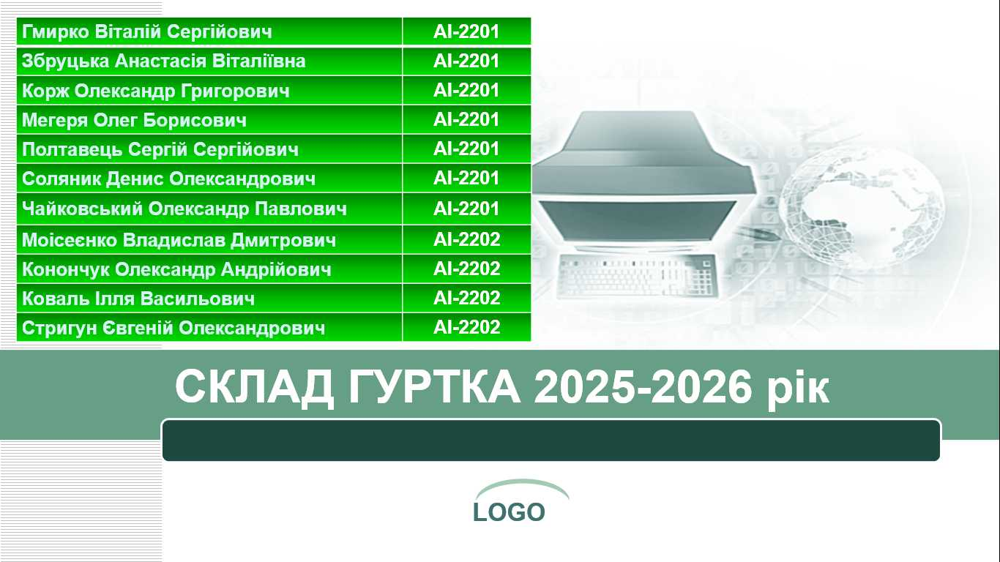 Гмирко Віталій Сергійович АІ-2201
Збруцька Анастасія Віталіївна АІ-2201
Корж Олександр Григорович АІ-2201
Мегеря Олег Борисович АІ-2201
Полтавець Сергій Сергійович АІ-2201
Соляник Денис Олександрович АІ-2201
Чайковський Олександр Павлович АІ-2201
Моісеєнко Владислав Дмитрович АІ-2202
Конончук Олександр Андрійович АІ-2202
Коваль Ілля Васильович АІ-2202
Стригун Євгеній Олександрович АІ-2202
СКЛАД ГУРТКА 2025-2026 рік
LOGO